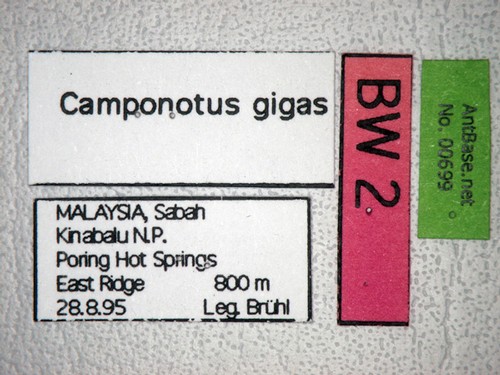 Camponotus gigas
MALAYSIA, Sabah
Kinabalu N.P.
Poring Hot Springs
East Ridge 800 m
28.8.95 Leg. Brühl
BW 2
AntBase.net
No. 00699